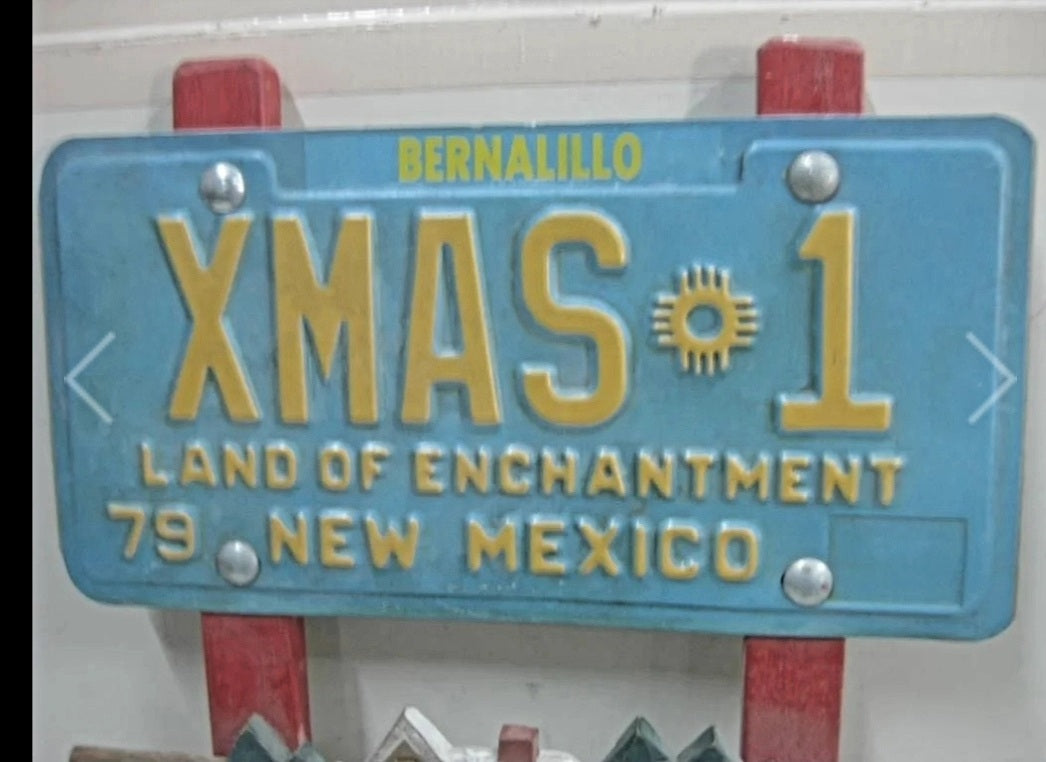 BERNALILLO
XMAS 1
LAND OF ENCHANTMENT
79 NEW MEXICO